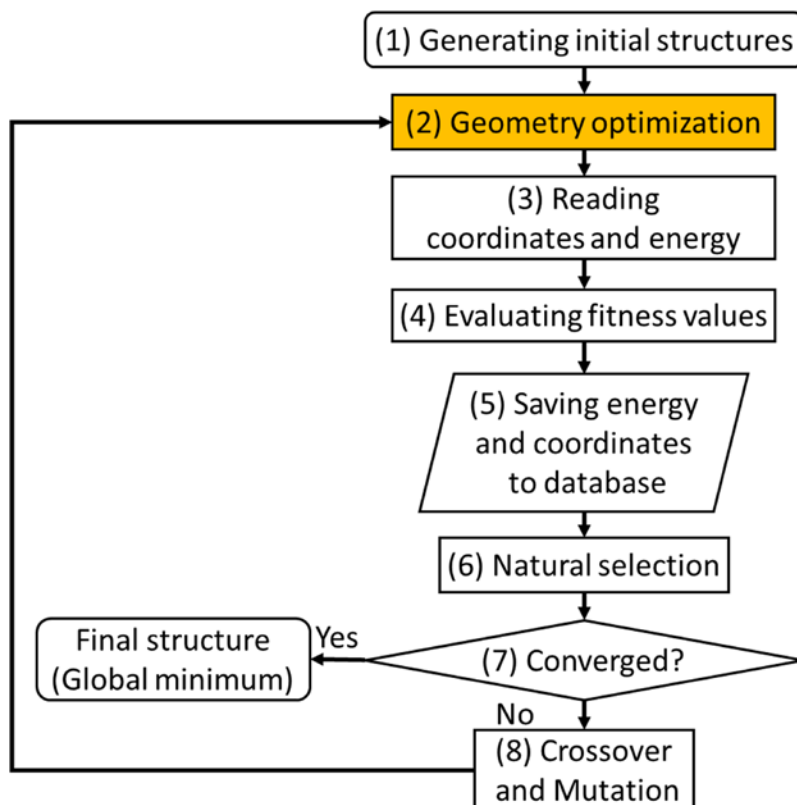 (1) Generating initial structures
(2) Geometry optimization
(3) Reading
coordinates and energy
(4) Evaluating fitness values
(5) Saving energy
and coordinates
to database
(6) Natural selection
Final structure
(Global minimum)
Yes
(7) Converged?
No
(8) Crossover
and Mutation